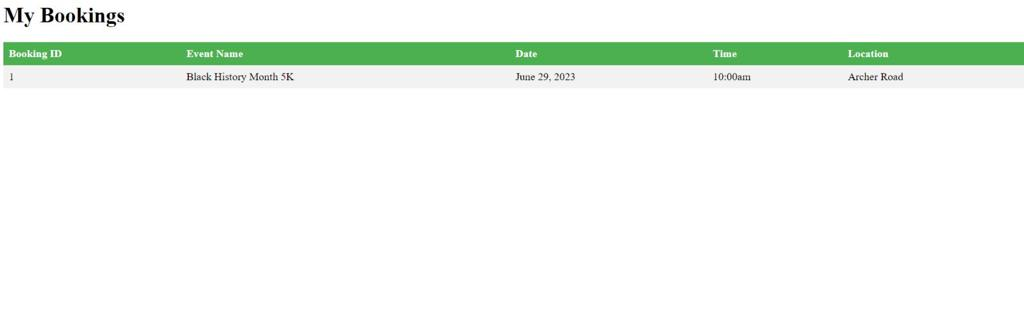 My Bookings
Booking ID Event Name Date Time Location
1 Black History Month 5K June 29, 2023 10:00am Archer Road